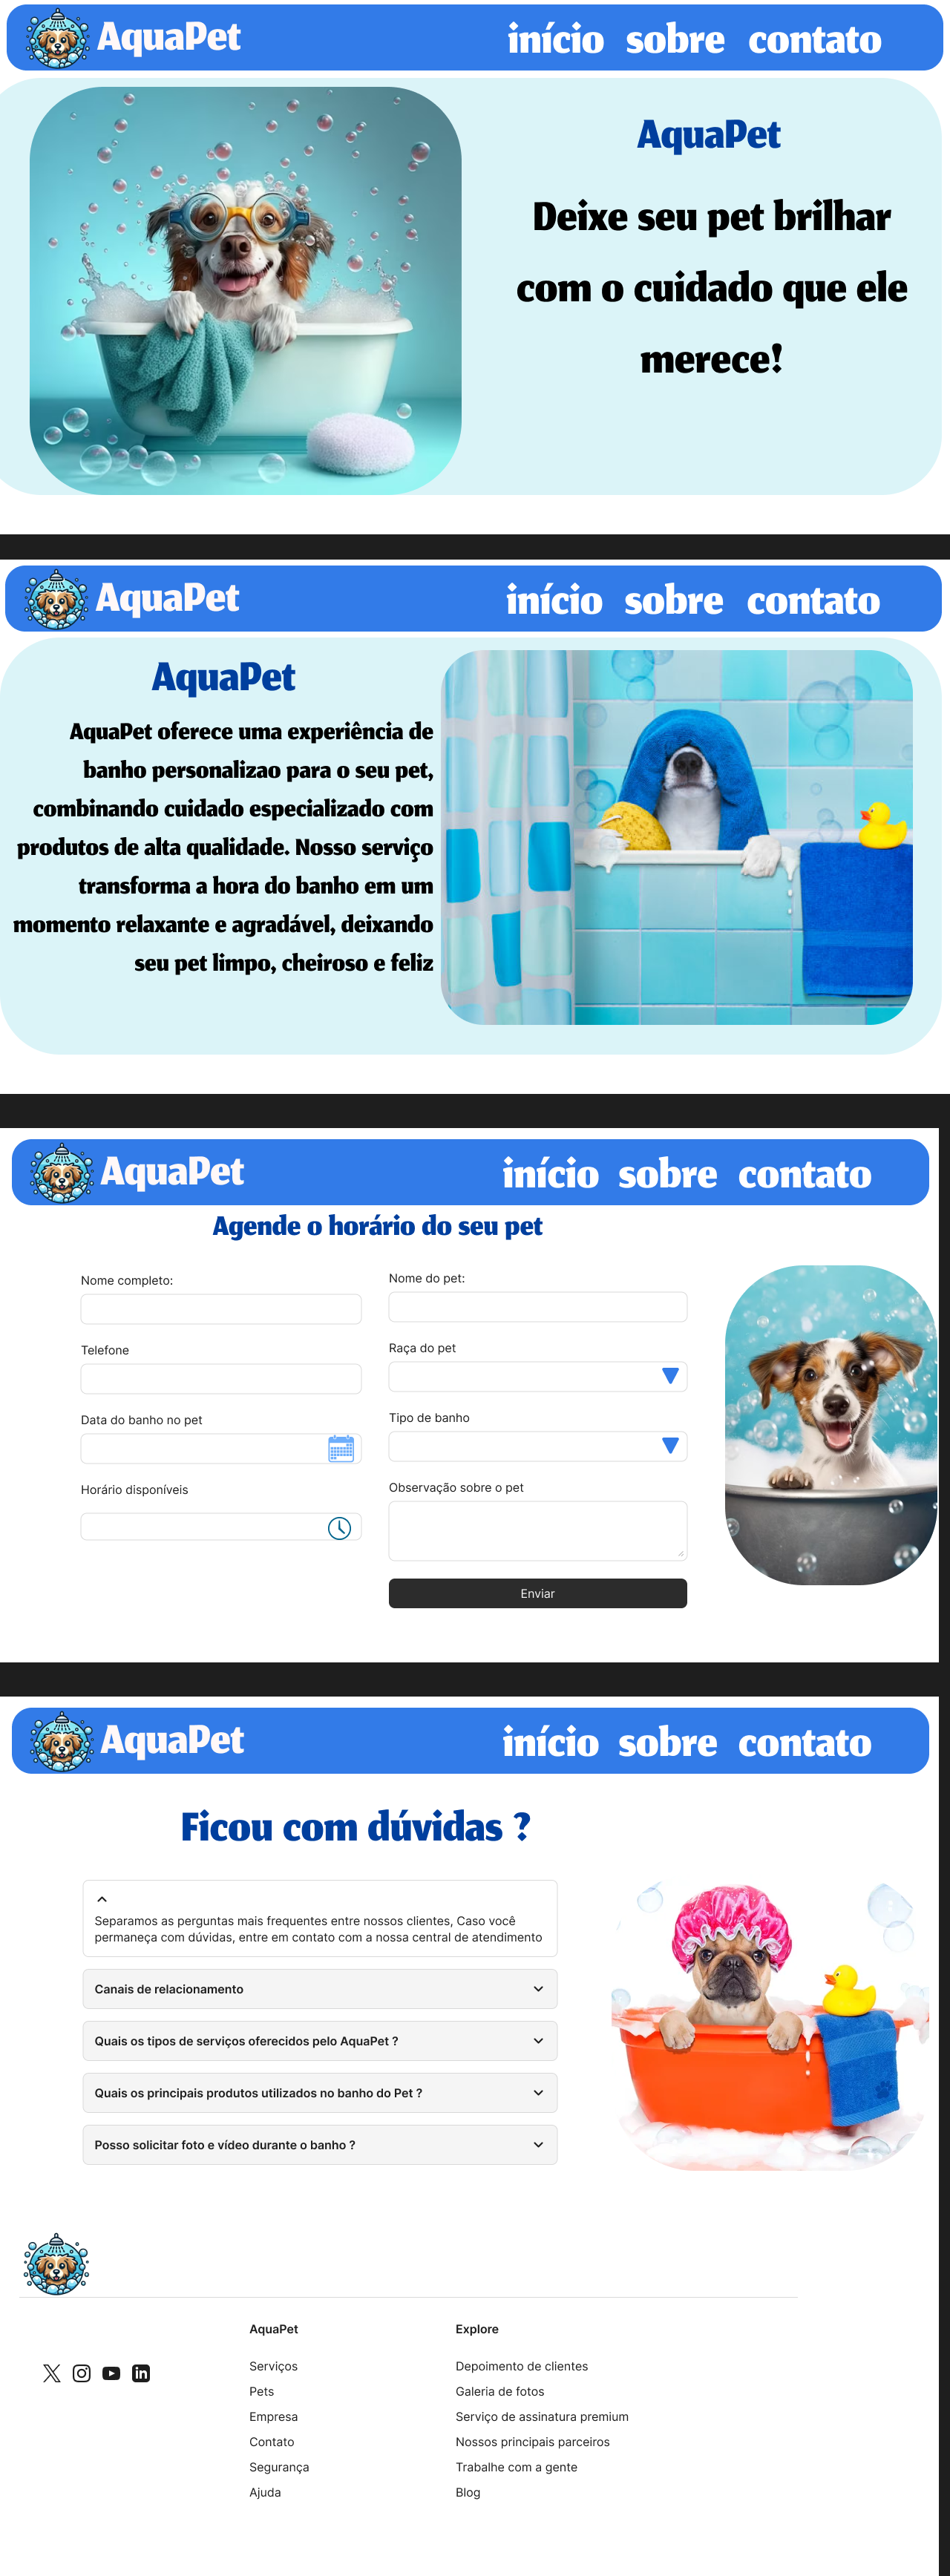 AquaPet
início sobre contato
AquaPet
Deixe seu pet brilhar
com o cuidado que ele
merece!
AquaPet
início sobre contato
AquaPet
AquaPet oferece uma experiência de
banho personalizao para o seu pet,
combinando cuidado especializado com
produtos de alta qualidade. Nosso serviço
transforma a hora do banho em um
momento relaxante e agradável, deixando
seu pet limpo, cheiroso e feliz
AquaPet
início sobre contato
Agende o horário do seu pet
Nome completo:
Telefone
Data do banho no pet
Horário disponíveis
Nome do pet:
Raça do pet
Tipo de banho
Observação sobre o pet
Enviar
AquaPet
início sobre contato
Ficou com dúvidas ?
Separamos as perguntas mais frequentes entre nossos clientes, Caso você
permaneça com dúvidas, entre em contato com a nossa central de atendimento
Canais de relacionamento
Quais os tipos de serviços oferecidos pelo AquaPet ?
Quais os principais produtos utilizados no banho do Pet ?
Posso solicitar foto e vídeo durante o banho ?
AquaPet
Serviços
Pets
Empresa
Contato
Segurança
Ajuda
Explore
Depoimento de clientes
Galeria de fotos
Serviço de assinatura premium
Nossos principais parceiros
Trabalhe com a gente
Blog